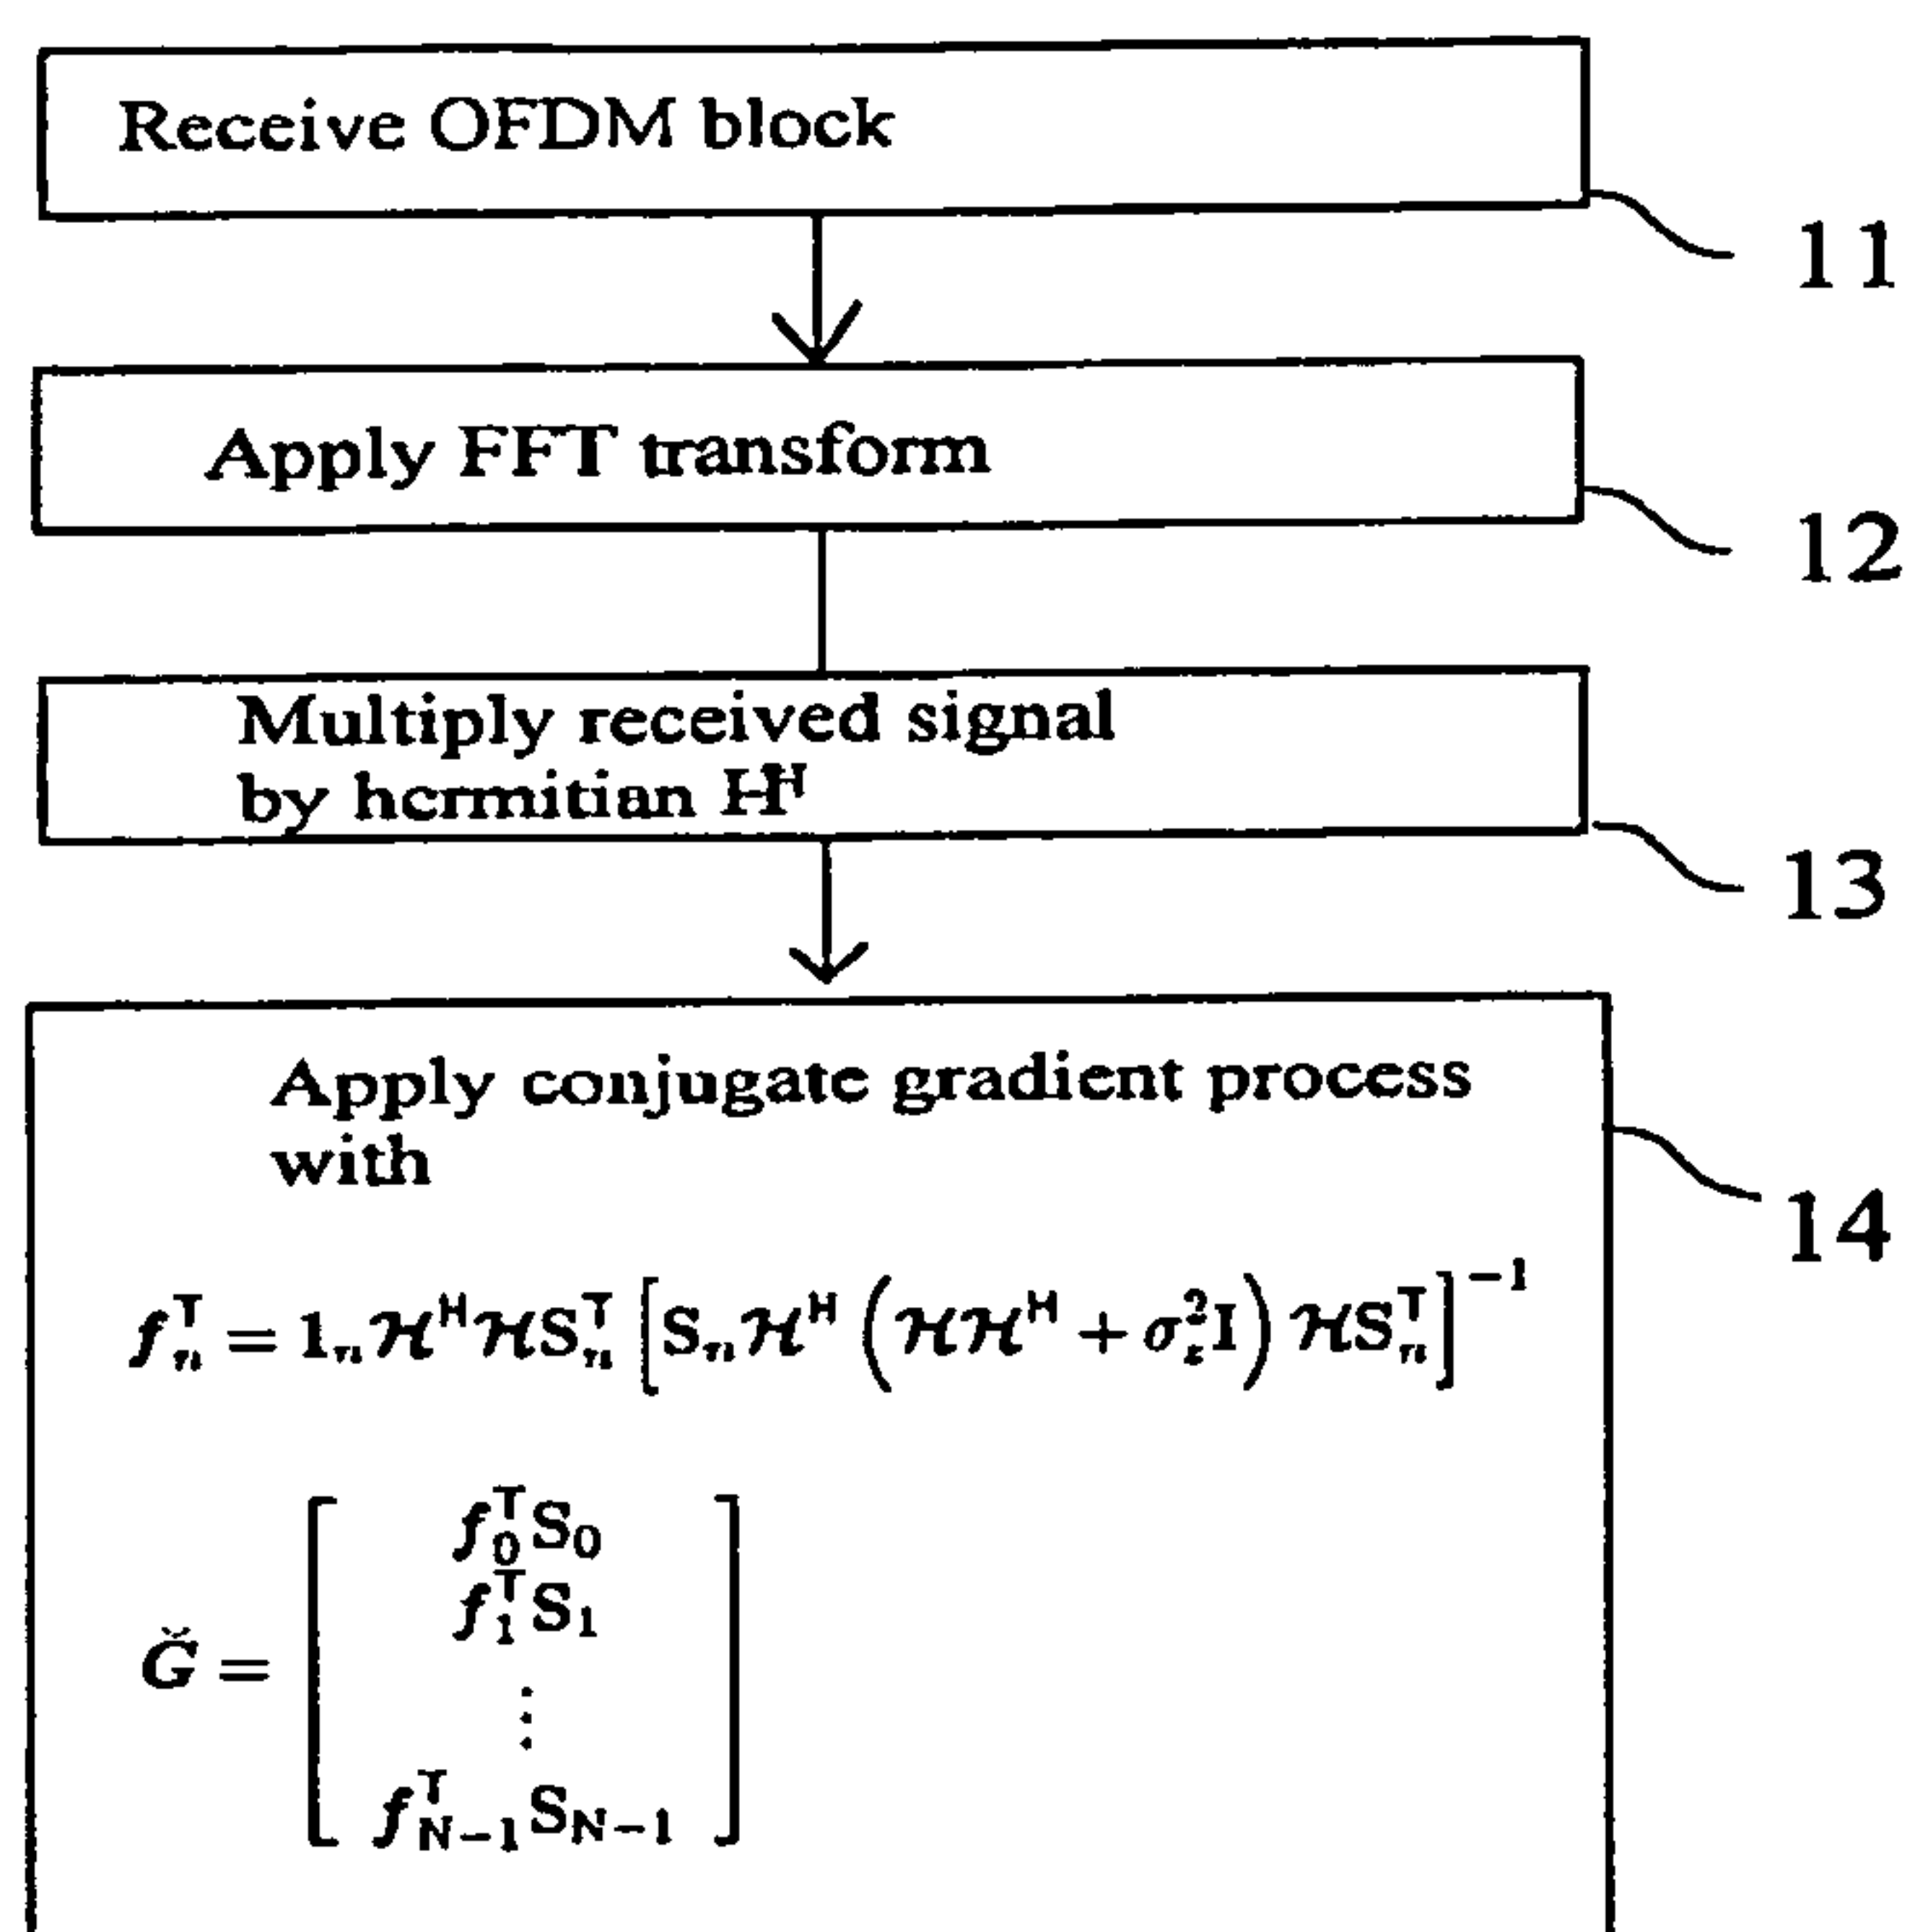 Receive OFDM block
11
Apply FFT transform
12
Multiply received signal
by hermitian H^H
13
Apply conjugate gradient process
with
14
f_n^T = 1_n ℋ^H ℋ S_n^T [ S_n ℋ^H ( ℋ ℋ^H + σ_z^2 I ) ℋ S_n^T ]^{-1}
f_0^T S_0
f_1^T S_1
⋮
Ǧ =
f_{N-1}^T S_{N-1}